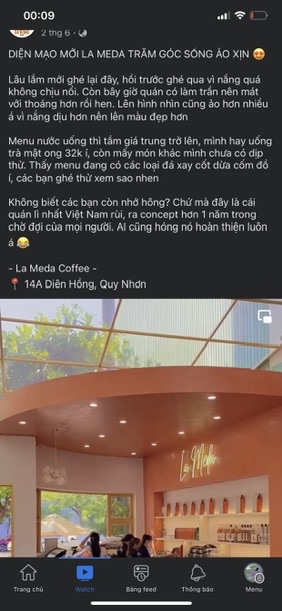 00:09
2 thg 6
DIỆN MẠO MỚI LA MEDA TRĂM GÓC SỐNG ẢO XỊN 😍
Lâu lắm mới ghé lại đây, hồi trước ghé qua vì nắng quá
không chịu nổi. Còn bây giờ quán có làm trần nên mát
với thoáng hơn rồi hen. Lên hình nhìn cũng ảo hơn nhiều
á vì nắng dịu hơn nên lên màu đẹp hơn
Menu nước uống thì tầm giá trung trở lên, mình hay uống
trà mật ong 32k í, còn mấy món khác mình chưa có dịp
thử. Thấy menu đang có các loại đá xay cốt dừa cốm đồ
í, các bạn ghé thử xem sao nhen
Không biết các bạn còn nhớ hông? Chứ mà đây là cái
quán lì nhất Việt Nam rùi, ra concept hơn 1 năm trong
chờ đợi của mọi người. Ai cũng hóng nó hoàn thiện luôn
á 😂
- La Meda Coffee -
📍 14A Diên Hồng, Quy Nhơn
La Meda
Trang chủ
Watch
Bảng feed
Thông báo
Menu